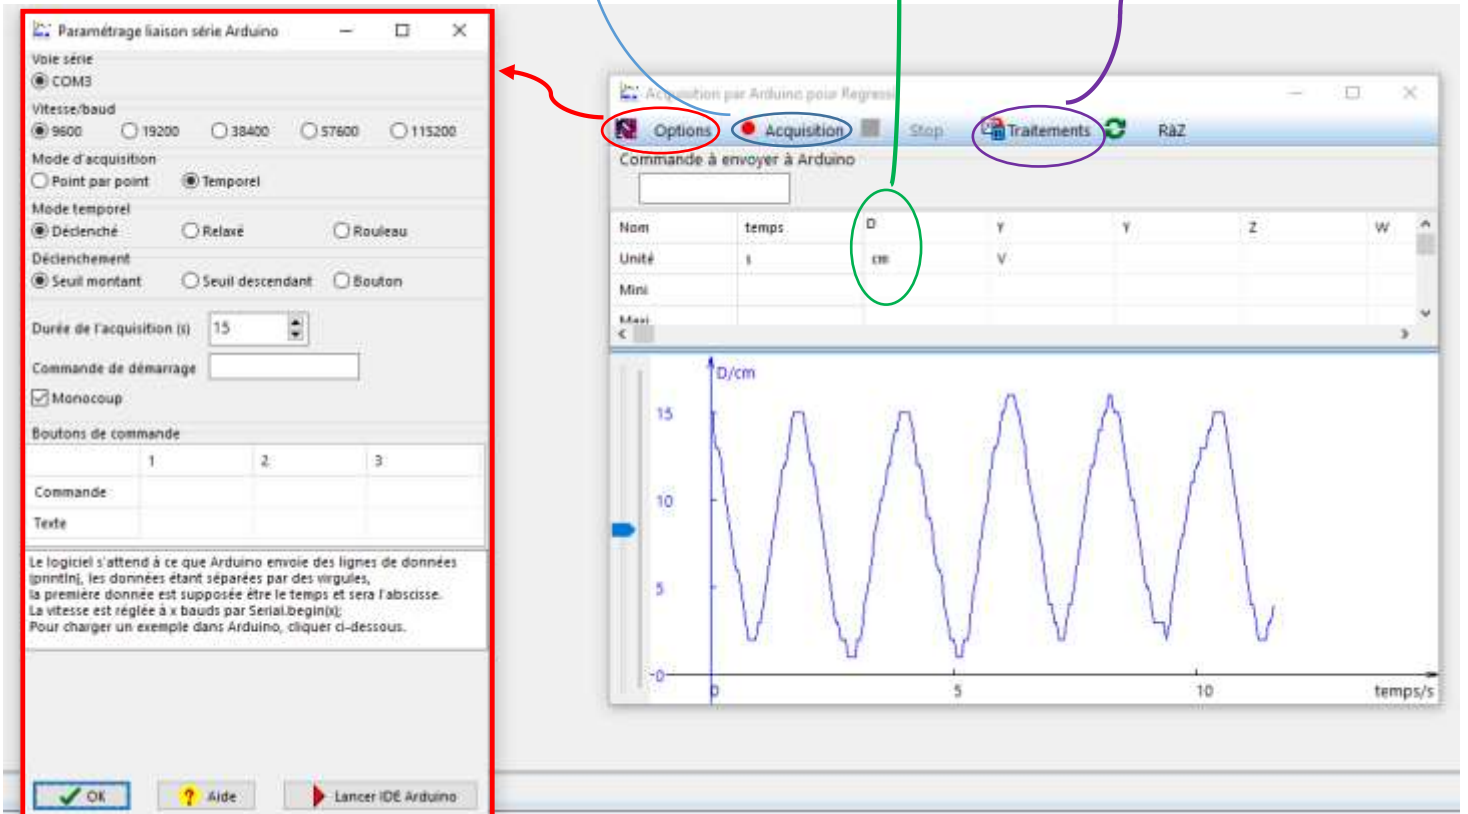 Paramétrage liaison série Arduino
Voie série
COM3
Vitesse/baud
9600 19200 38400 57600 115200
Mode d'acquisition
Point par point Temporel
Mode temporel
Déclenché Relaxé Rouleau
Déclenchement
Seuil montant Seuil descendant Bouton
Durée de l'acquisition (s) 15
Commande de démarrage
Monocoup
Boutons de commande
1 2 3
Commande
Texte
Le logiciel s'attend à ce que Arduino envoie des lignes de données
(println), les données étant séparées par des virgules,
la première donnée est supposée être le temps et sera l'abscisse.
La vitesse est réglée à x bauds par Serial.begin(x);
Pour charger un exemple dans Arduino, cliquer ci-dessous.
OK Aide Lancer IDE Arduino
Acquisition par Arduino pour Regressi
Options Acquisition Stop Traitements RàZ
Commande à envoyer à Arduino
Nom temps D Y Y Z W
Unité s cm V
Mini
Maxi
D/cm
15
10
5
0
0 5 10 temps/s